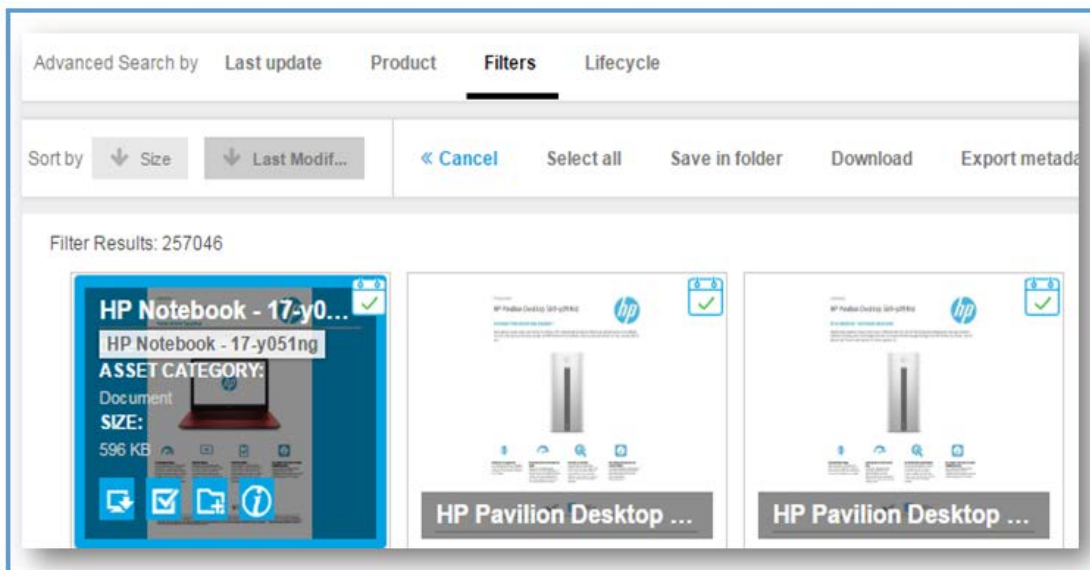 Advanced Search by Last update Product Filters Lifecycle
Sort by Size Last Modif... « Cancel Select all Save in folder Download Export metada
Filter Results: 257046
HP Notebook - 17-y0...
HP Notebook - 17-y051ng
ASSET CATEGORY:
Document
SIZE:
596 KB
hp
HP Pavilion Desktop ...
hp
HP Pavilion Desktop ...